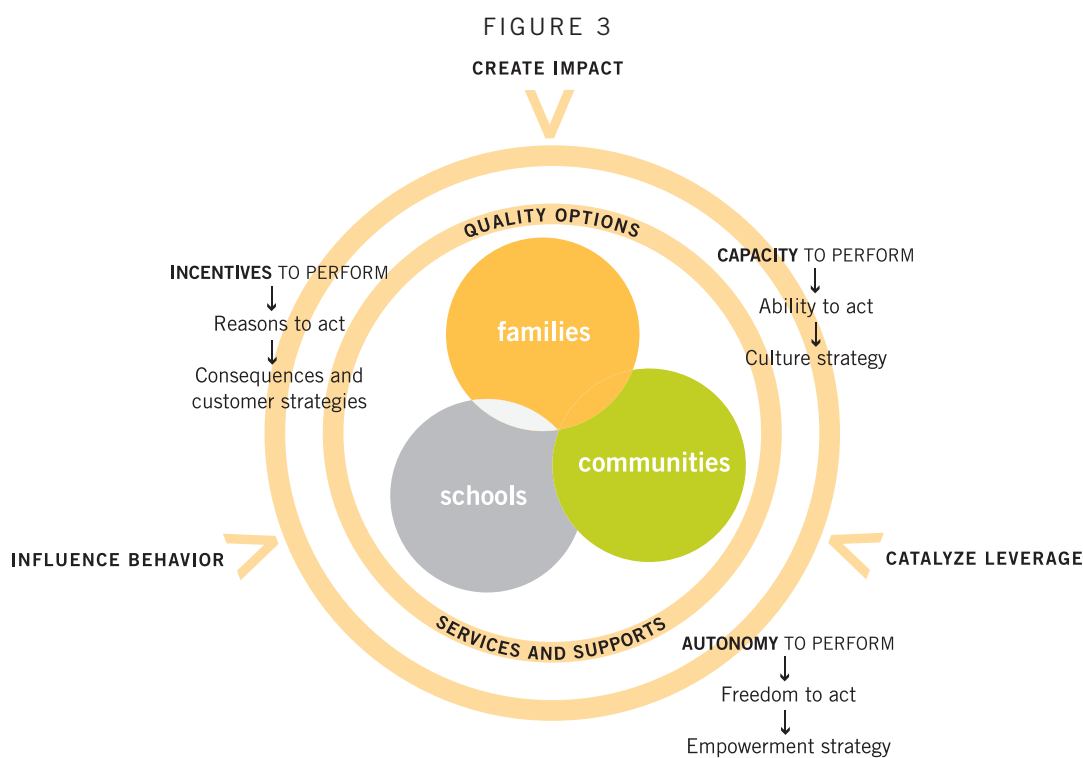 FIGURE 3
CREATE IMPACT
QUALITY OPTIONS
INCENTIVES TO PERFORM
Reasons to act
Consequences and
customer strategies
CAPACITY TO PERFORM
Ability to act
Culture strategy
families
communities
schools
INFLUENCE BEHAVIOR
CATALYZE LEVERAGE
SERVICES AND SUPPORTS
AUTONOMY TO PERFORM
Freedom to act
Empowerment strategy